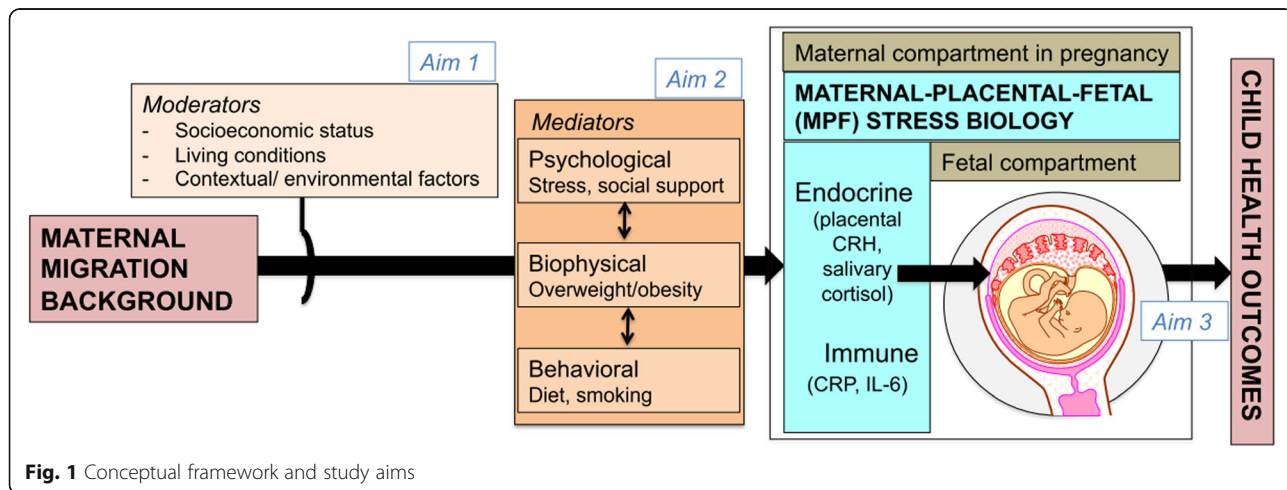 Aim 1
Moderators
- Socioeconomic status
- Living conditions
- Contextual/ environmental factors
MATERNAL
MIGRATION
BACKGROUND
Aim 2
Mediators
Psychological
Stress, social support
Biophysical
Overweight/obesity
Behavioral
Diet, smoking
Maternal compartment in pregnancy
MATERNAL-PLACENTAL-FETAL
(MPF) STRESS BIOLOGY
Fetal compartment
Endocrine
(placental
CRH,
salivary
cortisol)
Immune
(CRP, IL-6)
Aim 3
CHILD HEALTH OUTCOMES
Fig. 1 Conceptual framework and study aims